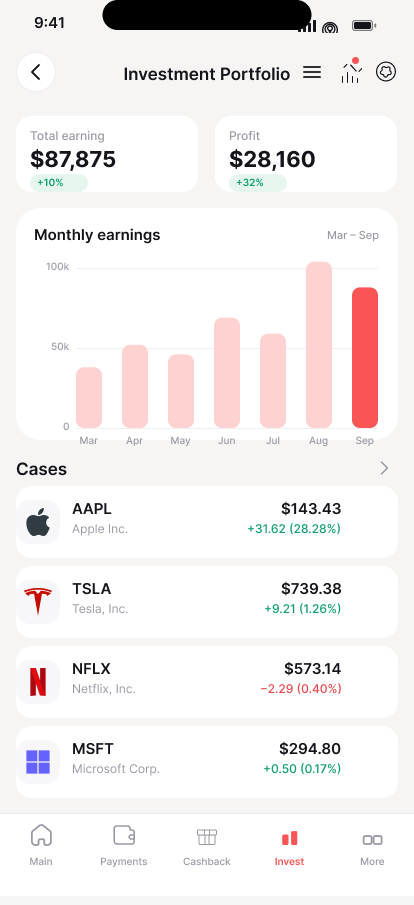 9:41
Investment Portfolio
Total earning
$87,875
+10%
Profit
$28,160
+32%
Monthly earnings
Mar – Sep
100k
50k
0
Mar Apr May Jun Jul Aug Sep
Cases
AAPL
$143.43
Apple Inc.
+31.62 (28.28%)
TSLA
$739.38
Tesla, Inc.
+9.21 (1.26%)
NFLX
$573.14
Netflix, Inc.
−2.29 (0.40%)
MSFT
$294.80
Microsoft Corp.
+0.50 (0.17%)
Main Payments Cashback Invest More